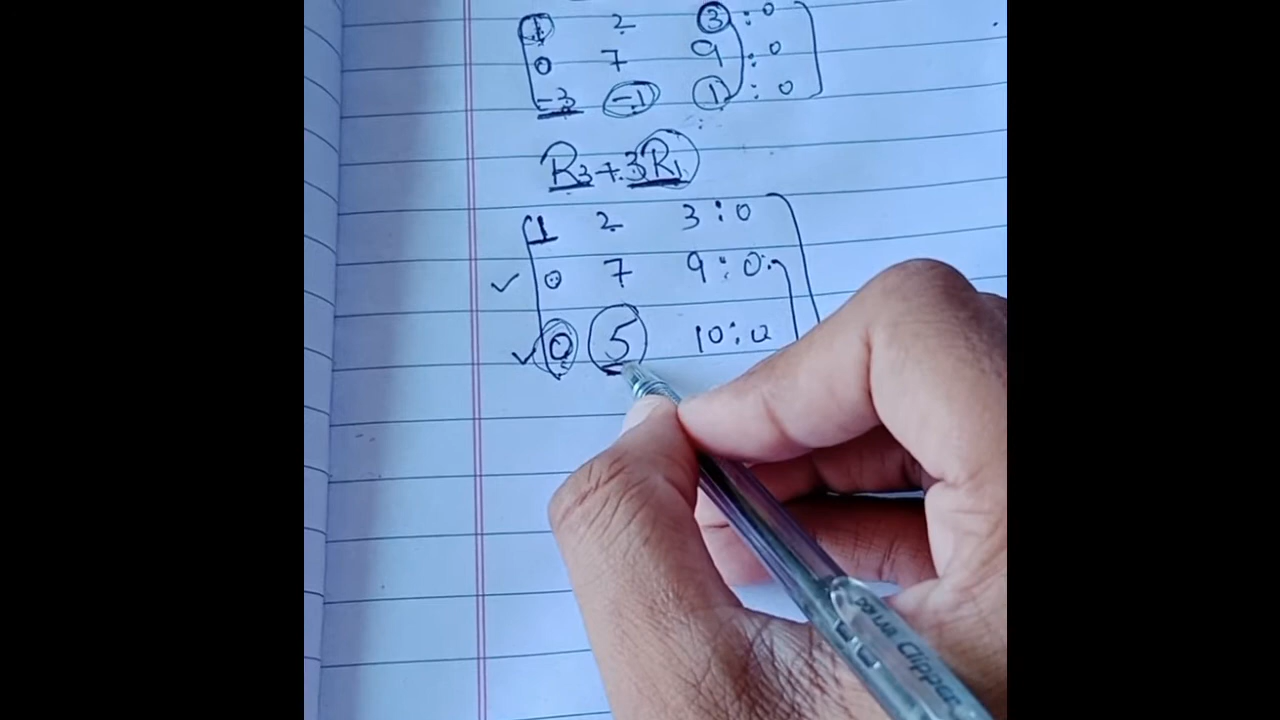 1 2 3 : 0
0 7 9 : 0
-3 -1 1 : 0
R3 + 3R1
1 2 3 : 0
0 7 9 : 0
0 5 10 : 0
Clipper